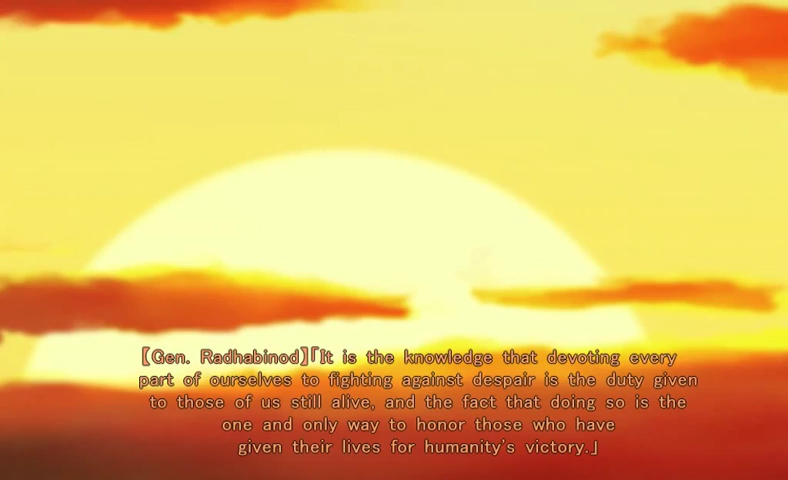 【Gen. Radhabinod】「It is the knowledge that devoting every
part of ourselves to fighting against despair is the duty given
to those of us still alive, and the fact that doing so is the
one and only way to honor those who have
given their lives for humanity's victory.」